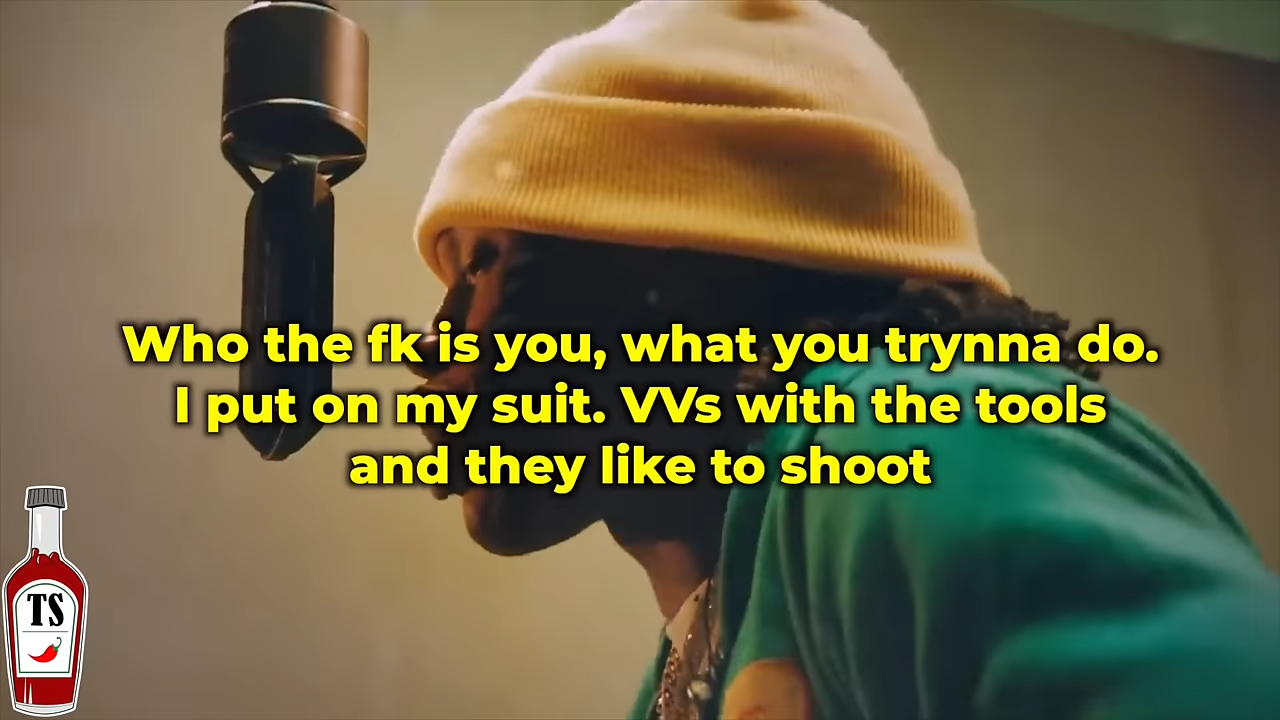 Who the fk is you, what you trynna do.
I put on my suit. VVs with the tools
and they like to shoot
TS